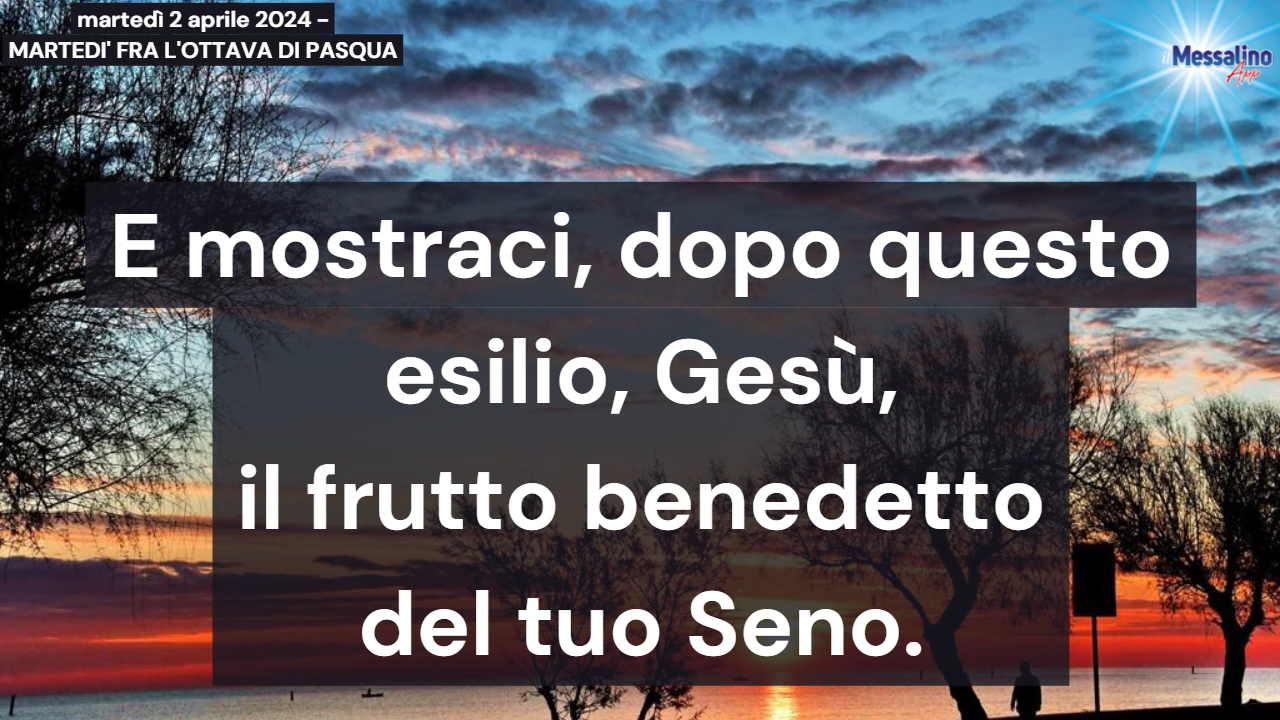 martedì 2 aprile 2024 –
MARTEDI' FRA L'OTTAVA DI PASQUA
il Messalino
App
E mostraci, dopo questo
esilio, Gesù,
il frutto benedetto
del tuo Seno.